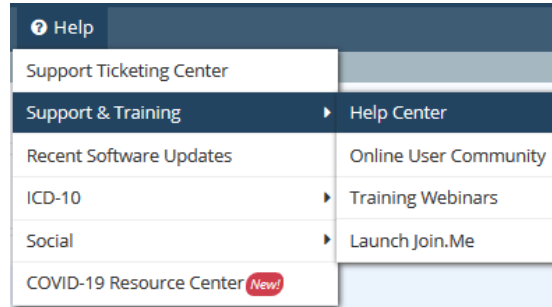 Help
Support Ticketing Center
Support & Training
Help Center
Recent Software Updates
Online User Community
ICD-10
Training Webinars
Social
Launch Join.Me
COVID-19 Resource Center New!